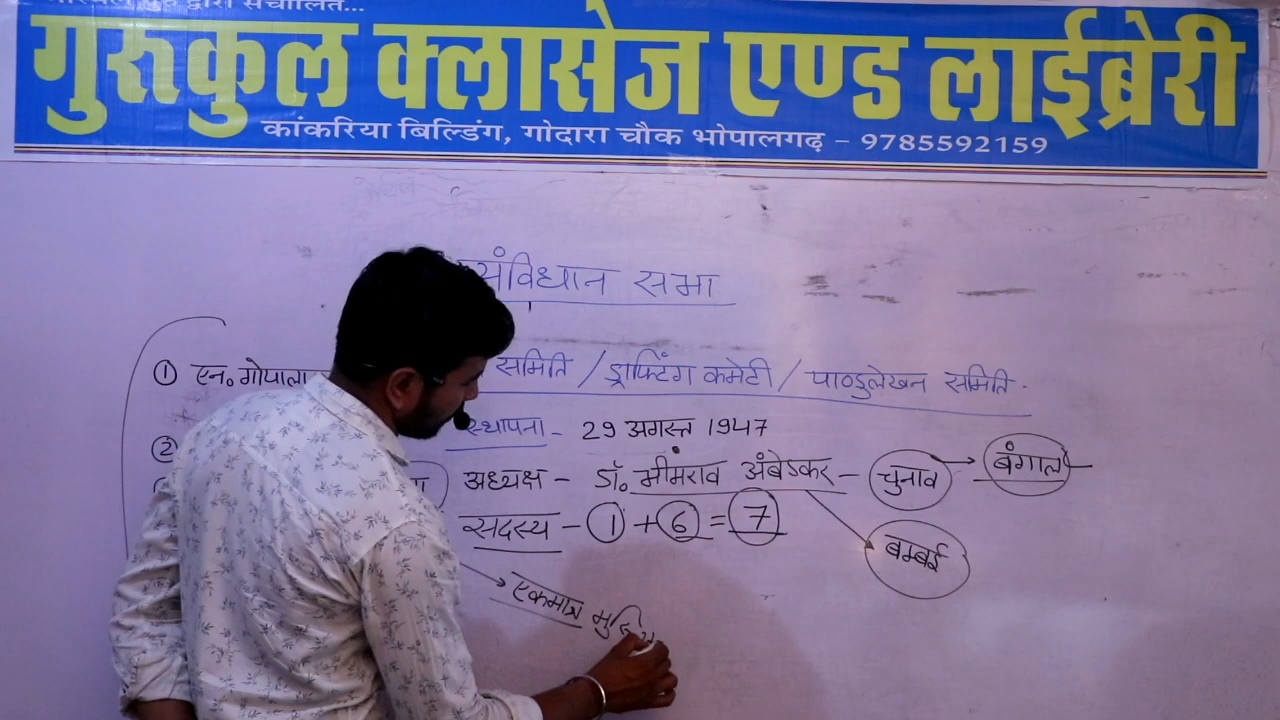 द्वारा संचालित...
गुरुकुल क्लासेज एण्ड लाईब्रेरी
कांकरिया बिल्डिंग, गोदारा चौक भोपालगढ़ – 9785592159
संविधान सभा
① एन॰ गोपाला
समिति / ड्राफ्टिंग कमेटी / पाण्डुलेखन समिति.
स्थापना - 29 अगस्त 1947
②
अध्यक्ष - डॉ॰ भीमराव अंबेडकर - चुनाव → बंगाल
सदस्य - 1 + 6 = 7
बम्बई
एकमात्र